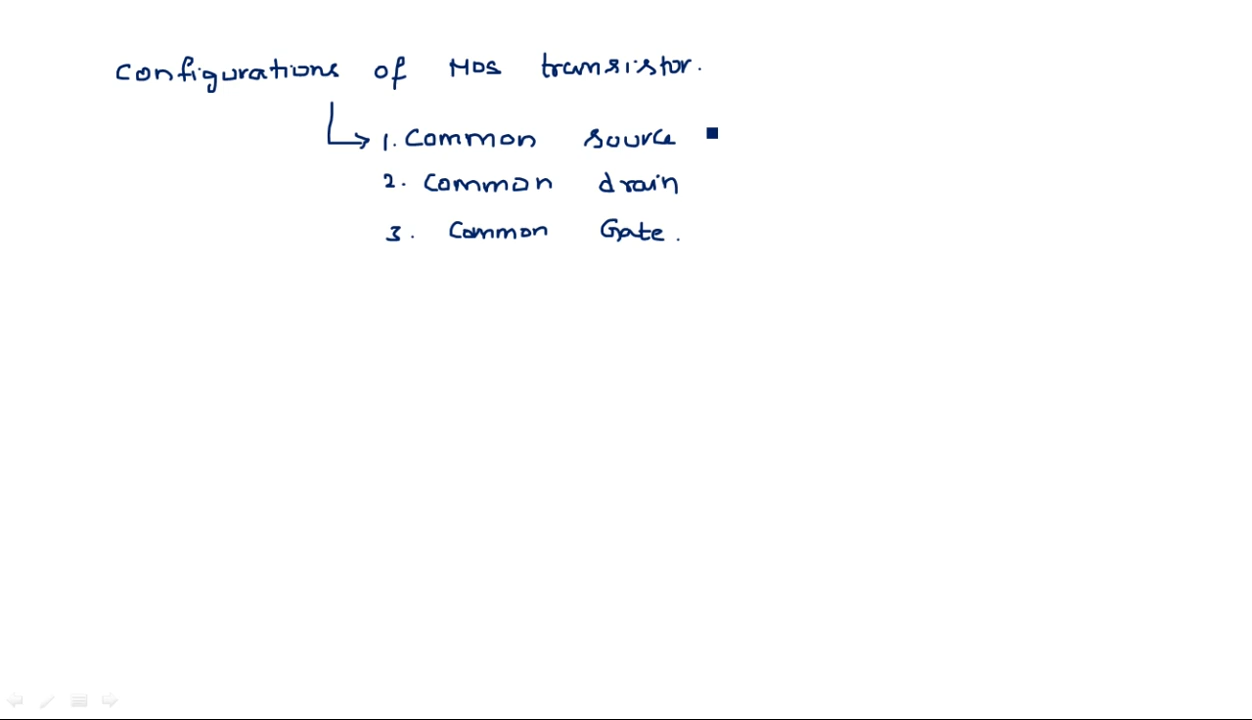 Configurations of MOS transistor.
1. Common source
2. Common drain
3. Common Gate.